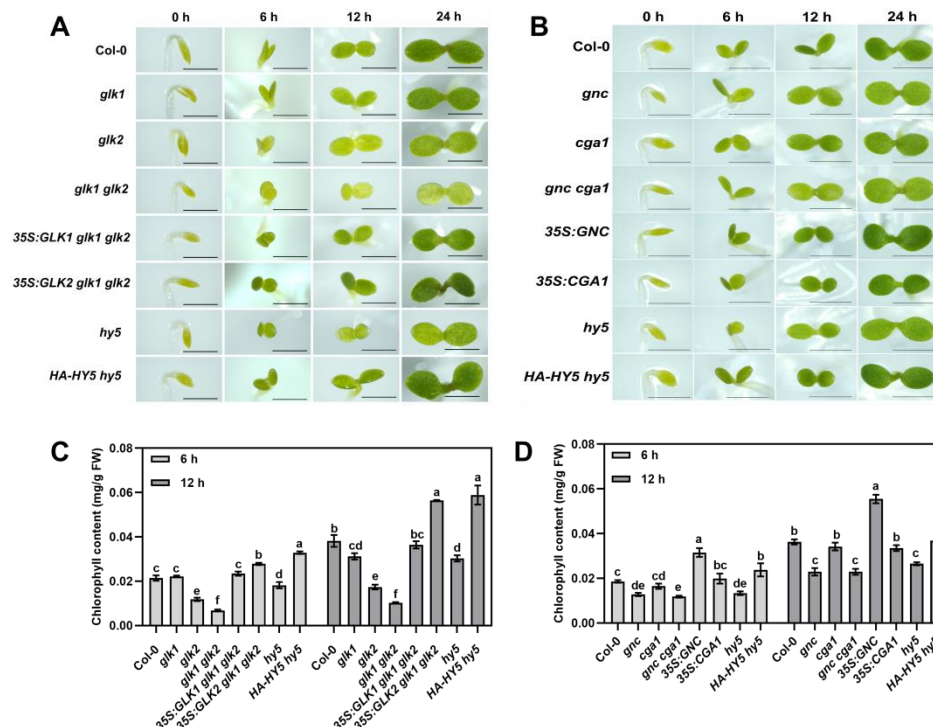 A
0 h 6 h 12 h 24 h
Col-0
glk1
glk2
glk1 glk2
35S:GLK1 glk1 glk2
35S:GLK2 glk1 glk2
hy5
HA-HY5 hy5
B
0 h 6 h 12 h 24 h
Col-0
gnc
cga1
gnc cga1
35S:GNC
35S:CGA1
hy5
HA-HY5 hy5
C
Chlorophyll content (mg/g FW)
0.08
0.06
0.04
0.02
0.00
6 h
12 h
c c e f c b d a b cd e f bc a d a
Col-0
glk1
glk2
glk1 glk2
35S:GLK1 glk1 glk2
35S:GLK2 glk1 glk2
hy5
HA-HY5 hy5
Col-0
glk1
glk2
glk1 glk2
35S:GLK1 glk1 glk2
35S:GLK2 glk1 glk2
hy5
HA-HY5 hy5
D
Chlorophyll content (mg/g FW)
0.08
0.06
0.04
0.02
0.00
6 h
12 h
c de cd e a bc de b b c b c a b c
Col-0
gnc
cga1
gnc cga1
35S:GNC
35S:CGA1
hy5
HA-HY5 hy5
Col-0
gnc
cga1
gnc cga1
35S:GNC
35S:CGA1
hy5
HA-HY5 hy